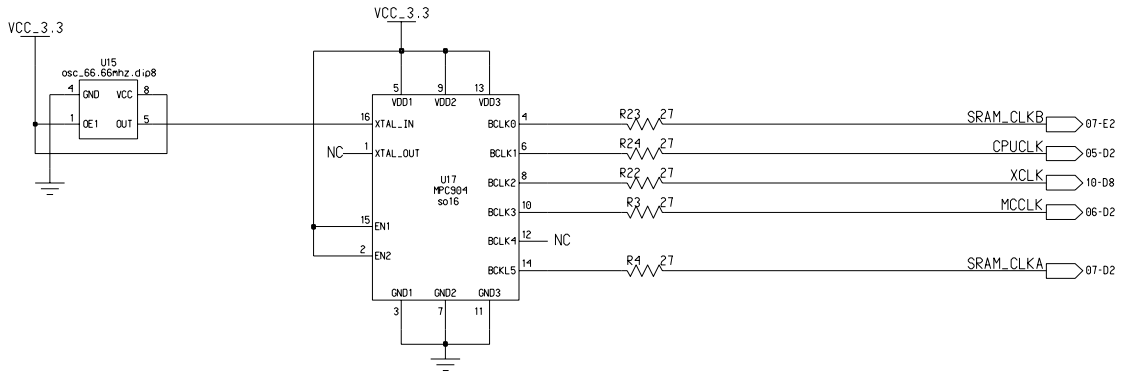 VCC_3.3
VCC_3.3
U15
osc_66.66mhz.dip8
4 GND VCC 8
1 OE1 OUT 5
5 9 13
VDD1 VDD2 VDD3
16 XTAL_IN BCLK0 4 R23 27 SRAM_CLKB 07-E2
NC 1 XTAL_OUT BCLK1 6 R24 27 CPUCLK 05-D2
U17
MPC904
so16
BCLK2 8 R22 27 XCLK 10-D8
BCLK3 10 R3 27 MCCLK 06-D2
15 EN1 BCLK4 12 NC
2 EN2 BCKL5 14 R4 27 SRAM_CLKA 07-D2
GND1 GND2 GND3
3 7 11